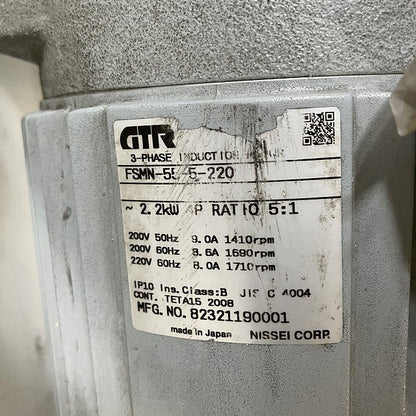 GTR
3-PHASE INDUCTION MOTOR
FSMN-55-5-220
~ 2.2kW 4P RATIO 5:1
200V 50Hz 9.0A 1410rpm
200V 60Hz 8.6A 1690rpm
220V 60Hz 8.0A 1710rpm
IP10 Ins.Class:B JIS C 4004
CONT. TETA15 2008
MFG.NO.82321190001
made in Japan NISSEI CORP.